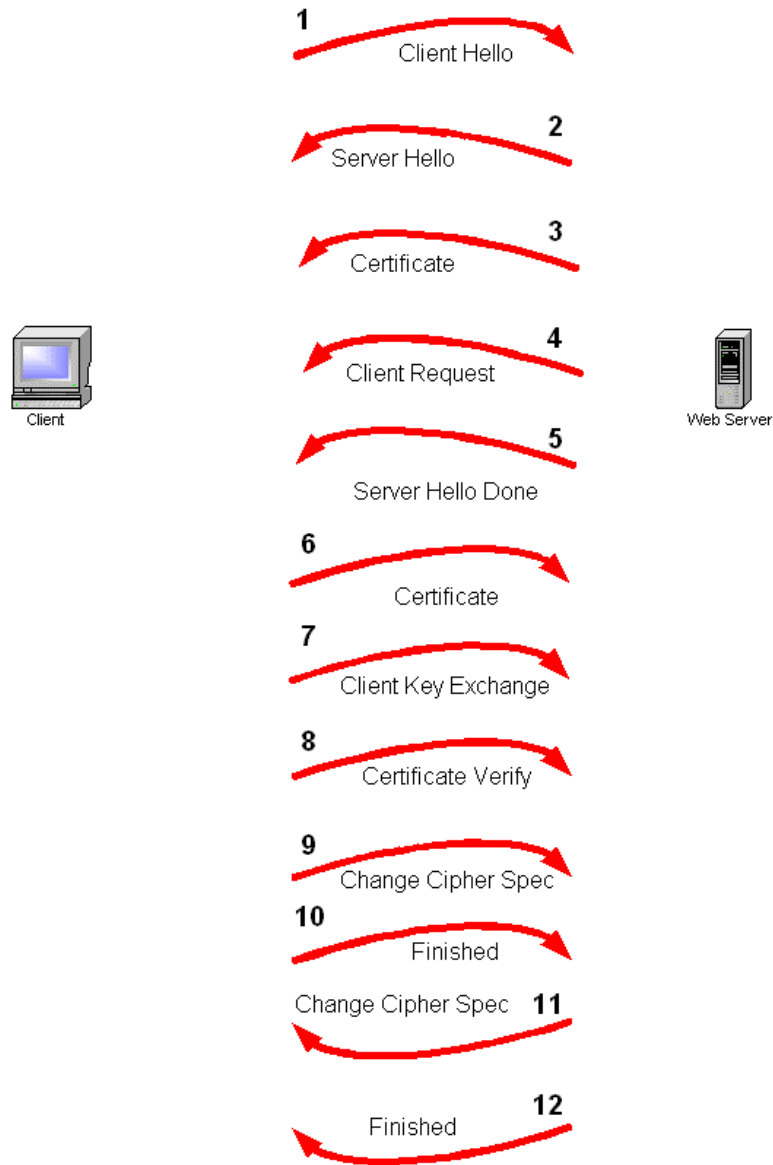 1
Client Hello
2
Server Hello
3
Certificate
4
Client Request
Client
Web Server
5
Server Hello Done
6
Certificate
7
Client Key Exchange
8
Certificate Verify
9
Change Cipher Spec
10
Finished
Change Cipher Spec 11
12
Finished